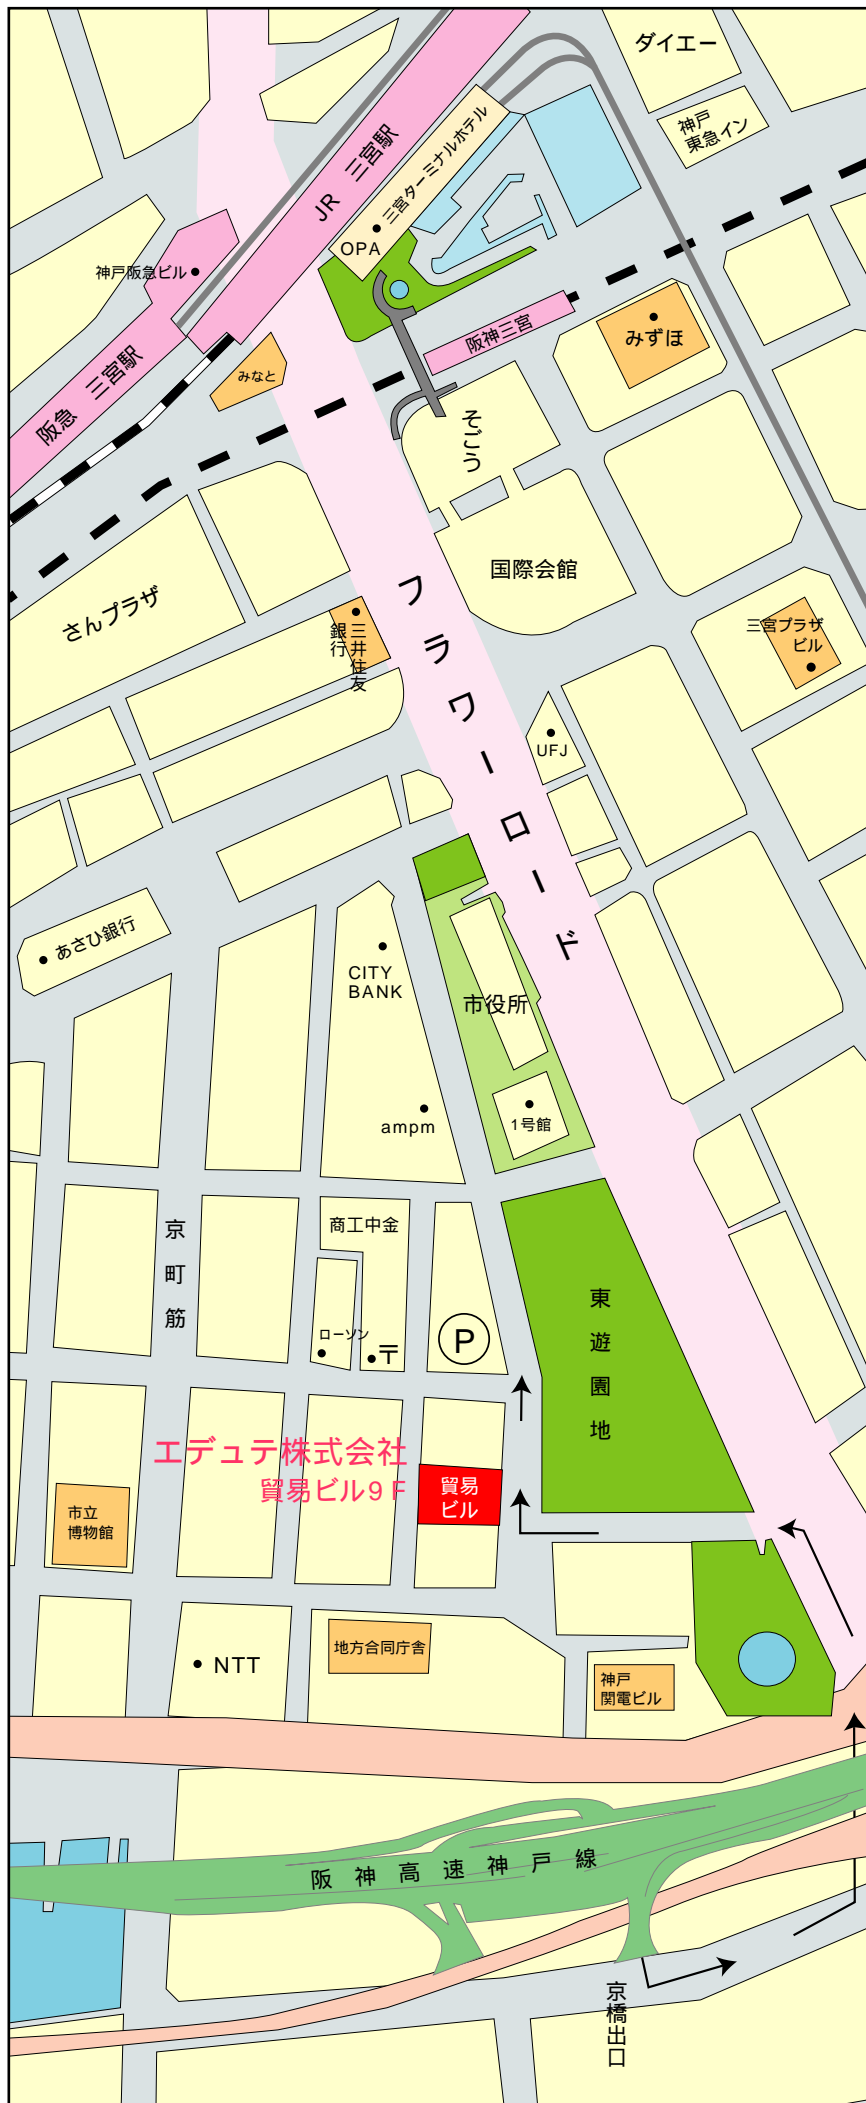 ダイエー
神戸
東急イン
三宮ターミナルホテル
JR 三宮駅
OPA
神戸阪急ビル
阪神三宮
みずほ
阪急 三宮駅
みなと
そごう
国際会館
さんプラザ
フラワーロード
三井住友
銀行
三宮プラザ
ビル
UFJ
あさひ銀行
CITY
BANK
市役所
ampm
1号館
京町筋
商工中金
東遊園地
ローソン
〒
P
エデュテ株式会社
貿易ビル9F
貿易
ビル
市立
博物館
地方合同庁舎
NTT
神戸
関電ビル
阪神高速神戸線
京橋出口